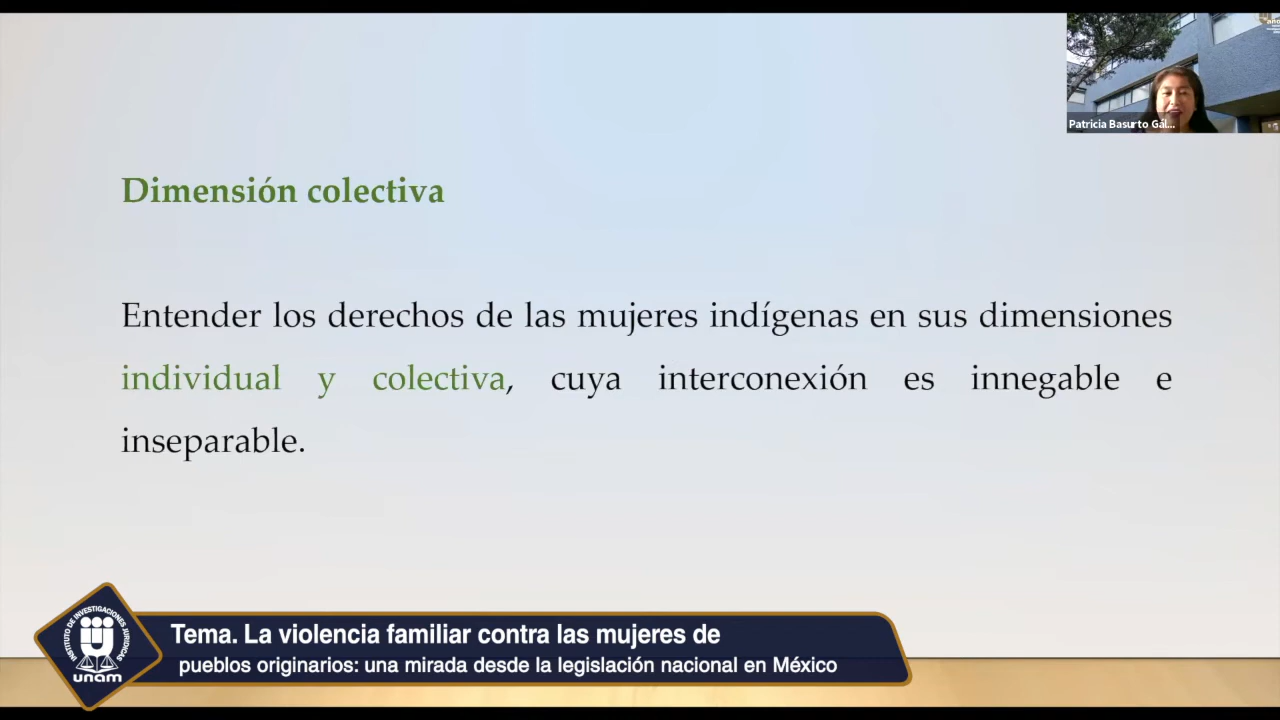 años
Patricia Basurto Gál...
Dimensión colectiva
Entender los derechos de las mujeres indígenas en sus dimensiones
individual y colectiva, cuya interconexión es innegable e
inseparable.
INSTITUTO DE INVESTIGACIONES JURÍDICAS
unam
Tema. La violencia familiar contra las mujeres de
pueblos originarios: una mirada desde la legislación nacional en México